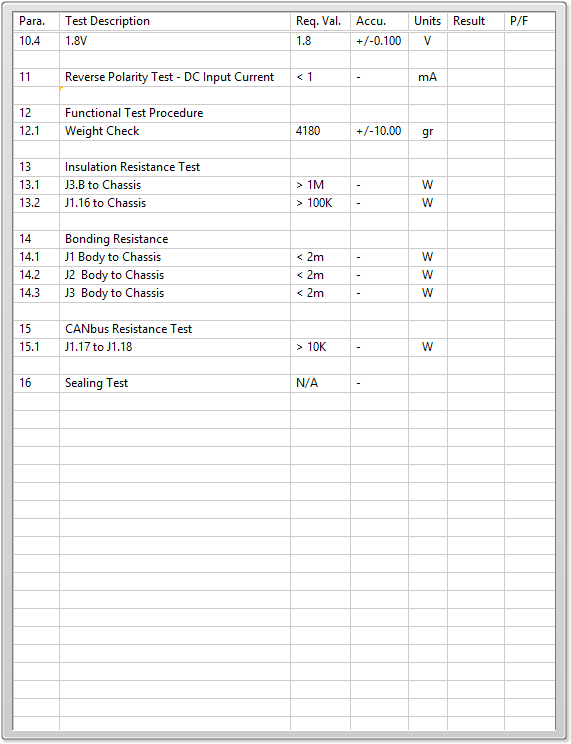 Para. Test Description Req. Val. Accu. Units Result P/F
10.4 1.8V 1.8 +/-0.100 V
11 Reverse Polarity Test - DC Input Current < 1 - mA
12 Functional Test Procedure
12.1 Weight Check 4180 +/-10.00 gr
13 Insulation Resistance Test
13.1 J3.B to Chassis > 1M - W
13.2 J1.16 to Chassis > 100K - W
14 Bonding Resistance
14.1 J1 Body to Chassis < 2m - W
14.2 J2  Body to Chassis < 2m - W
14.3 J3  Body to Chassis < 2m - W
15 CANbus Resistance Test
15.1 J1.17 to J1.18 > 10K - W
16 Sealing Test N/A -